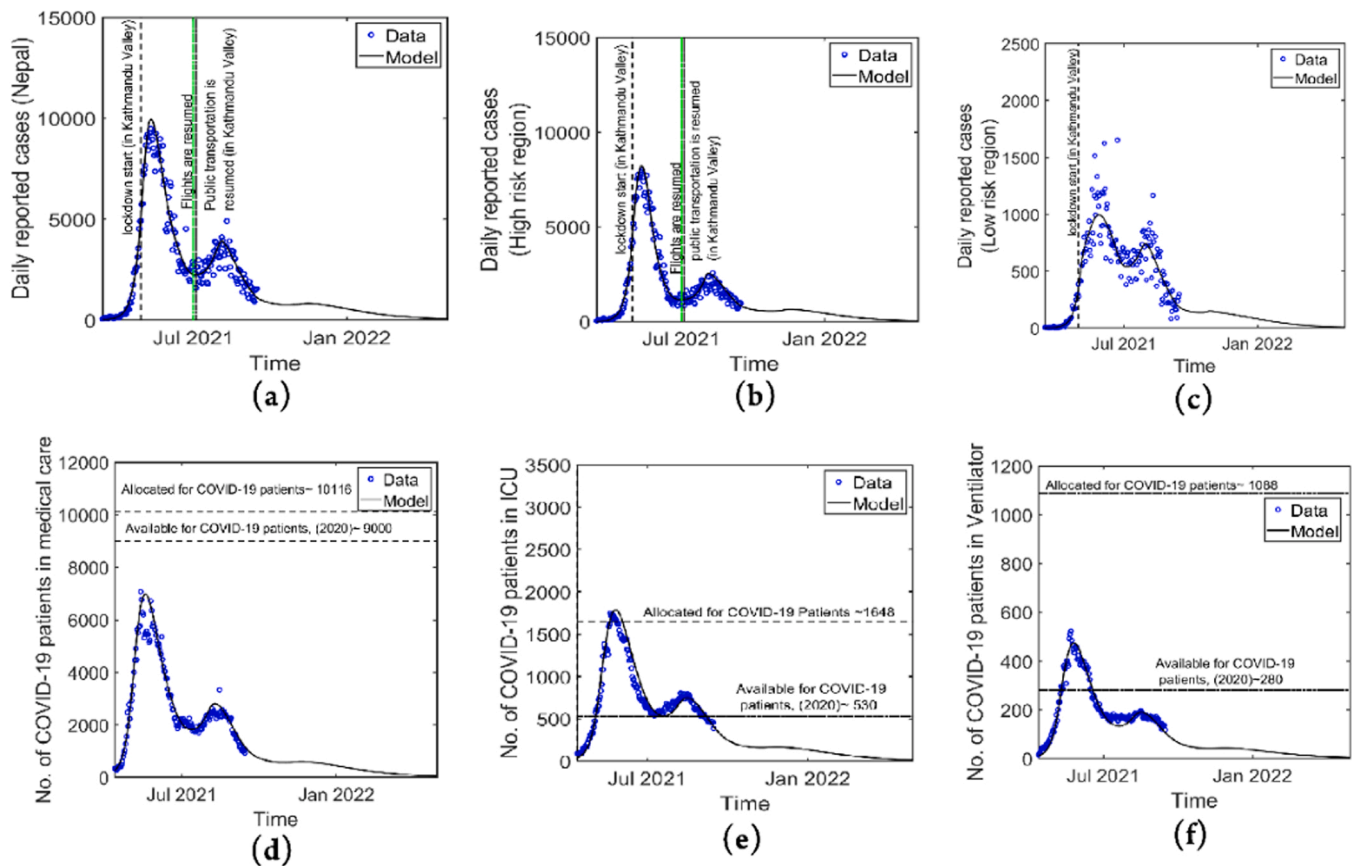 Daily reported cases (Nepal)
15000
10000
5000
0
lockdown start (in Kathmandu Valley)
Flights are resumed
Public transportation is
resumed (in Kathmandu Valley)
Data
Model
Jul 2021
Jan 2022
Time
(a)
Daily reported cases
(High risk region)
15000
10000
5000
0
lockdown start (in Kathmandu Valley)
Flights are resumed
public transportation is resumed
(in Kathmandu Valley)
Data
Model
Jul 2021
Jan 2022
Time
(b)
Daily reported cases
(Low risk region)
2500
2000
1500
1000
500
0
lockdown start (in Kathmandu Valley)
Data
Model
Jul 2021
Jan 2022
Time
(c)
No. of COVID-19 patients in medical care
12000
10000
8000
6000
4000
2000
0
Allocated for COVID-19 patients~ 10116
Available for COVID-19 patients, (2020)~ 9000
Data
Model
Jul 2021
Jan 2022
Time
(d)
No. of COVID-19 patients in ICU
3500
3000
2500
2000
1500
1000
500
0
Data
Model
Allocated for COVID-19 Patients ~1648
Available for COVID-19
patients, (2020)~ 530
Jul 2021
Jan 2022
Time
(e)
No. of COVID-19 patients in Ventilator
1200
1000
800
600
400
200
0
Allocated for COVID-19 patients~ 1088
Data
Model
Available for COVID-19
patients, (2020)~280
Jul 2021
Jan 2022
Time
(f)